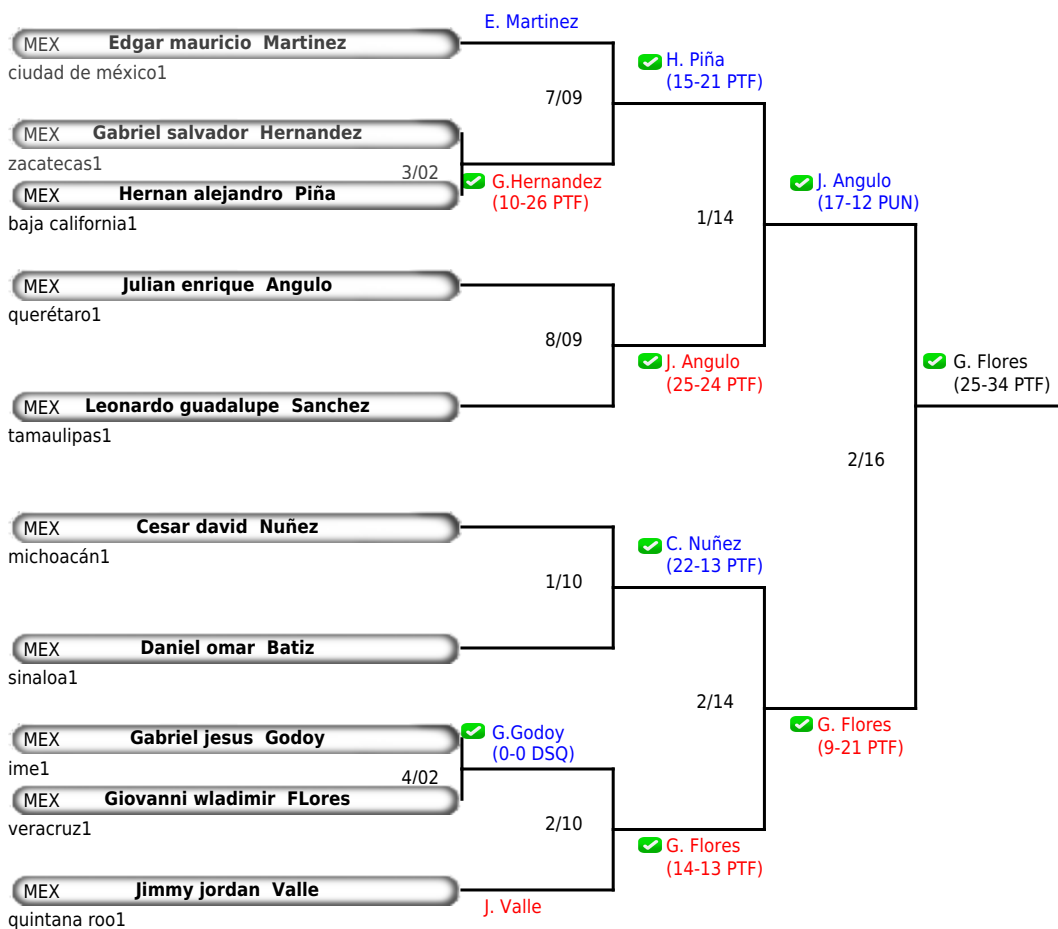 E. Martinez
MEX Edgar mauricio Martinez
ciudad de méxico1
H. Piña
(15-21 PTF)
7/09
MEX Gabriel salvador Hernandez
zacatecas1
3/02
G.Hernandez
(10-26 PTF)
MEX Hernan alejandro Piña
baja california1
J. Angulo
(17-12 PUN)
1/14
MEX Julian enrique Angulo
querétaro1
8/09
J. Angulo
(25-24 PTF)
G. Flores
(25-34 PTF)
MEX Leonardo guadalupe Sanchez
tamaulipas1
2/16
MEX Cesar david Nuñez
michoacán1
C. Nuñez
(22-13 PTF)
1/10
MEX Daniel omar Batiz
sinaloa1
2/14
G. Flores
(9-21 PTF)
MEX Gabriel jesus Godoy
ime1
G.Godoy
(0-0 DSQ)
4/02
MEX Giovanni wladimir FLores
veracruz1
2/10
G. Flores
(14-13 PTF)
MEX Jimmy jordan Valle
quintana roo1
J. Valle